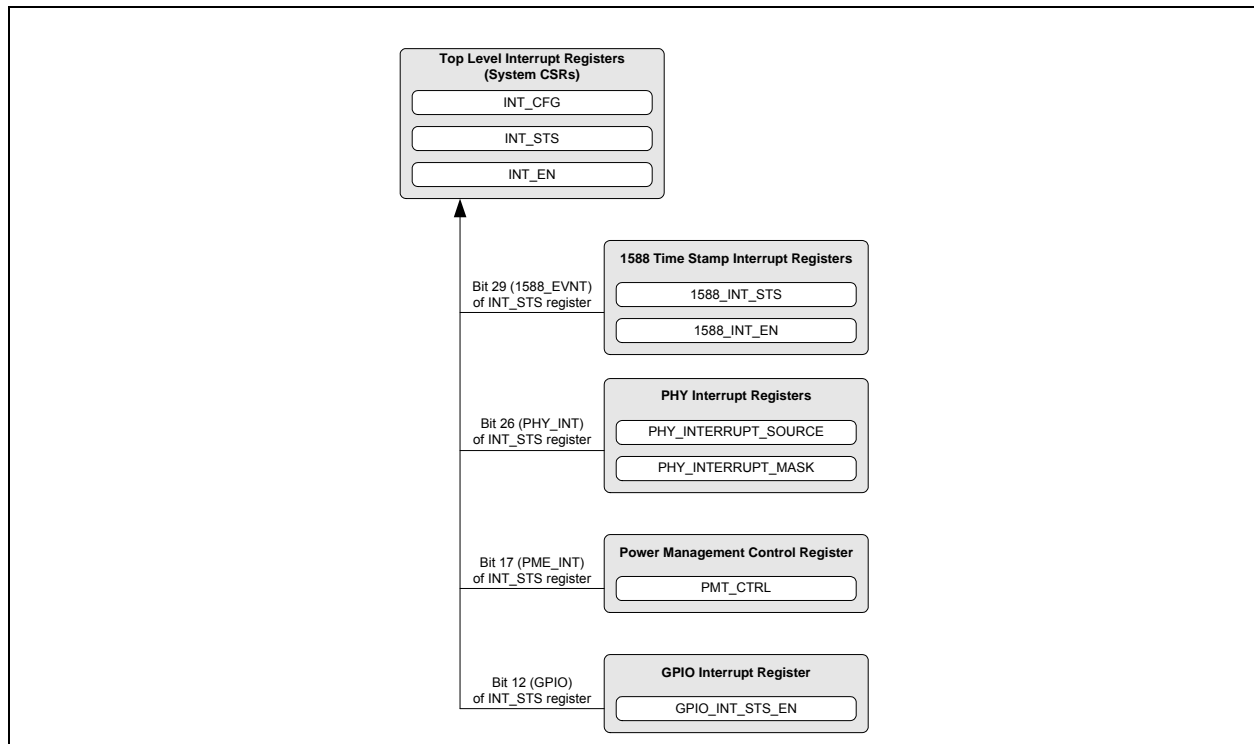 Top Level Interrupt Registers
(System CSRs)
INT_CFG
INT_STS
INT_EN
Bit 29 (1588_EVNT)
of INT_STS register
1588 Time Stamp Interrupt Registers
1588_INT_STS
1588_INT_EN
Bit 26 (PHY_INT)
of INT_STS register
PHY Interrupt Registers
PHY_INTERRUPT_SOURCE
PHY_INTERRUPT_MASK
Bit 17 (PME_INT)
of INT_STS register
Power Management Control Register
PMT_CTRL
Bit 12 (GPIO)
of INT_STS register
GPIO Interrupt Register
GPIO_INT_STS_EN